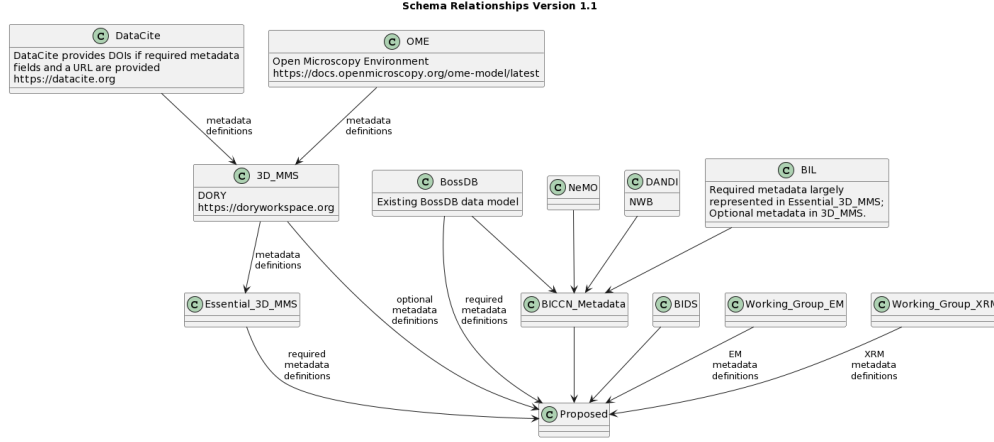 Schema Relationships Version 1.1
C DataCite
DataCite provides DOIs if required metadata
fields and a URL are provided
https://datacite.org
C OME
Open Microscopy Environment
https://docs.openmicroscopy.org/ome-model/latest
metadata
definitions
metadata
definitions
C 3D_MMS
DORY
https://doryworkspace.org
C BossDB
Existing BossDB data model
C NeMO
C DANDI
NWB
C BIL
Required metadata largely
represented in Essential_3D_MMS;
Optional metadata in 3D_MMS.
metadata
definitions
C Essential_3D_MMS
optional
metadata
definitions
required
metadata
definitions
C BICCN_Metadata
C BIDS
C Working_Group_EM
C Working_Group_XRM
required
metadata
definitions
EM
metadata
definitions
XRM
metadata
definitions
C Proposed